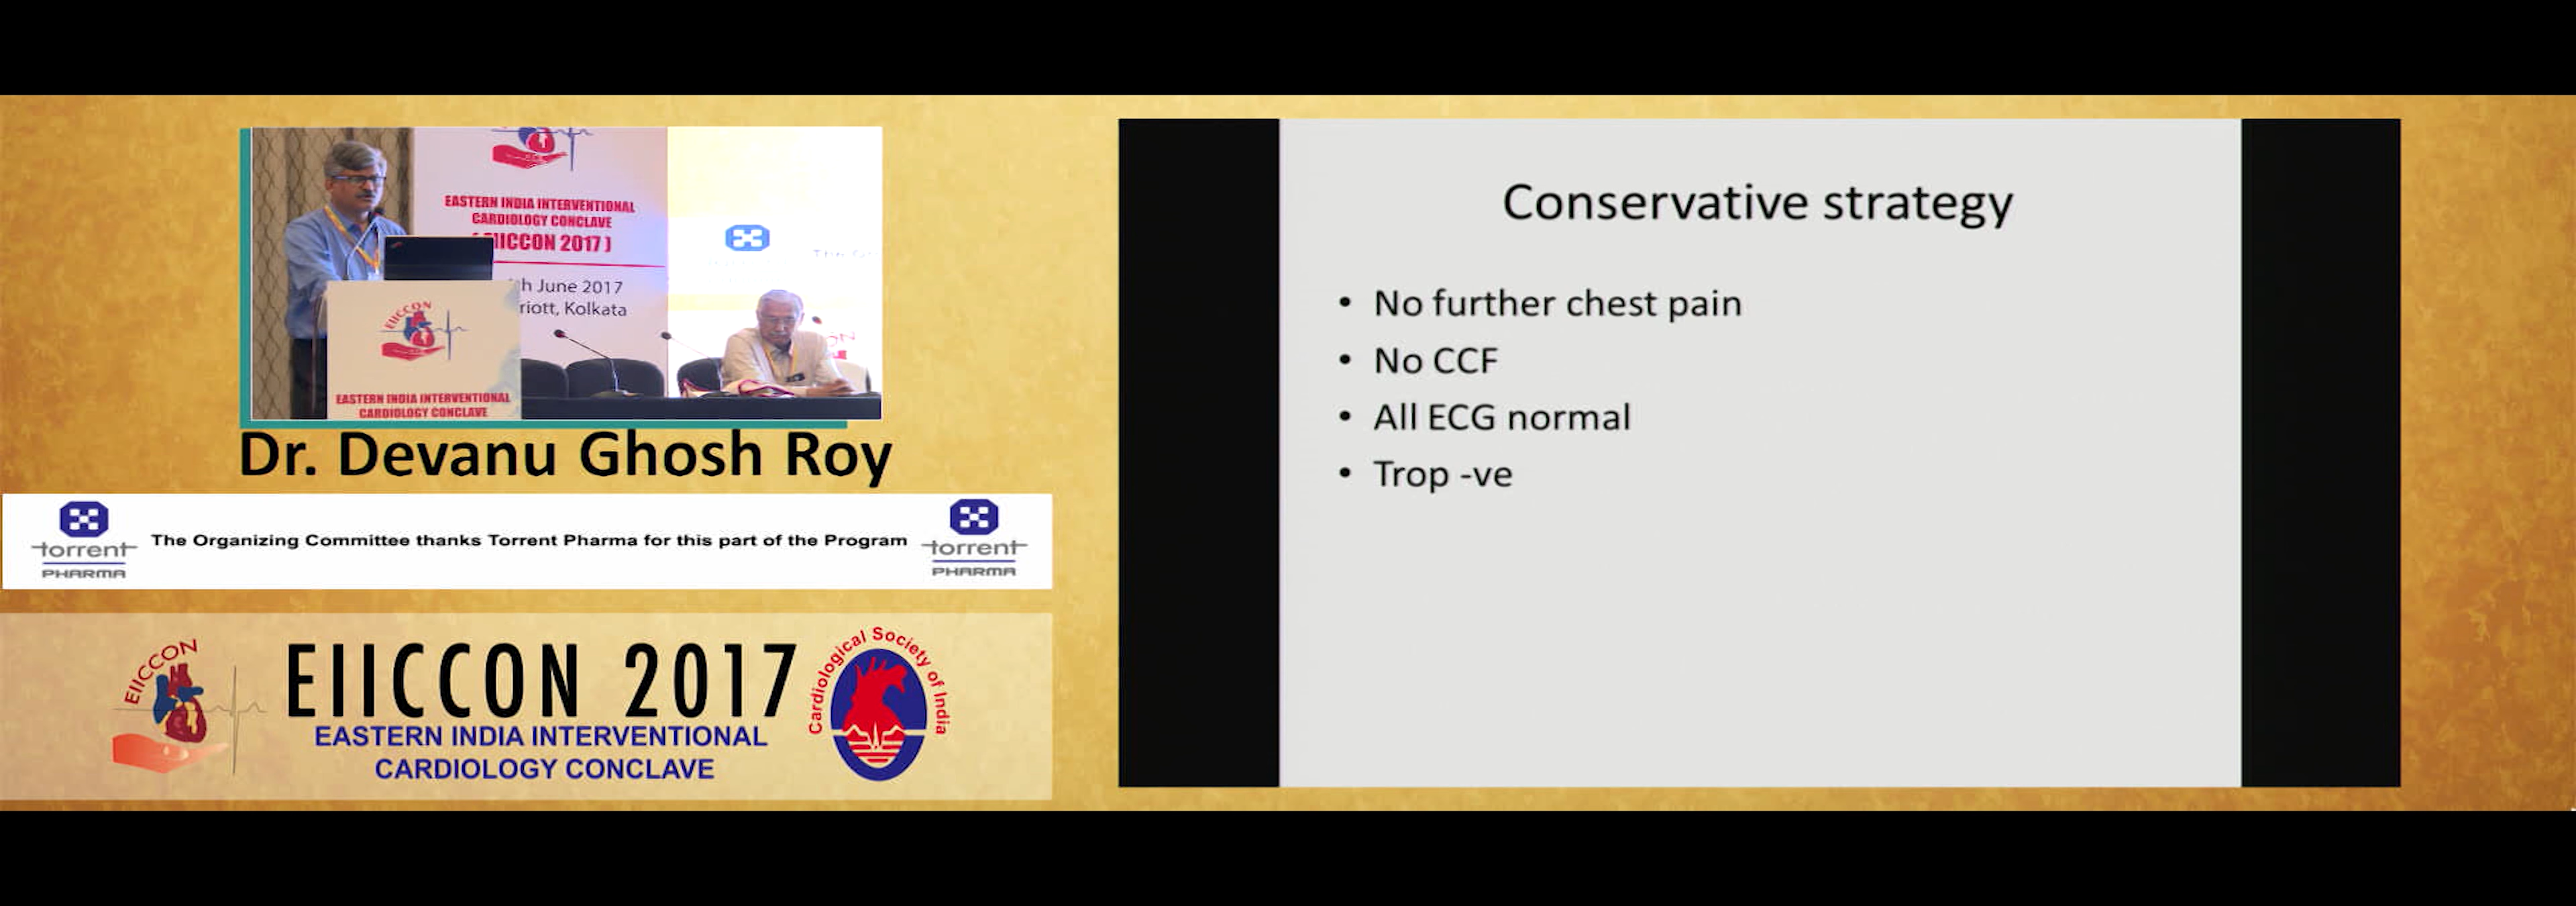 EASTERN INDIA INTERVENTIONAL
CARDIOLOGY CONCLAVE
IICCON 2017 )
h June 2017
riott, Kolkata
EIICCON
EASTERN INDIA INTERVENTIONAL
CARDIOLOGY CONCLAVE
Dr. Devanu Ghosh Roy
torrent
PHARMA
The Organizing Committee thanks Torrent Pharma for this part of the Program
torrent
PHARMA
EIICCON
EIICCON 2017
EASTERN INDIA INTERVENTIONAL
CARDIOLOGY CONCLAVE
Cardiological Society of India
Conservative strategy
• No further chest pain
• No CCF
• All ECG normal
• Trop -ve